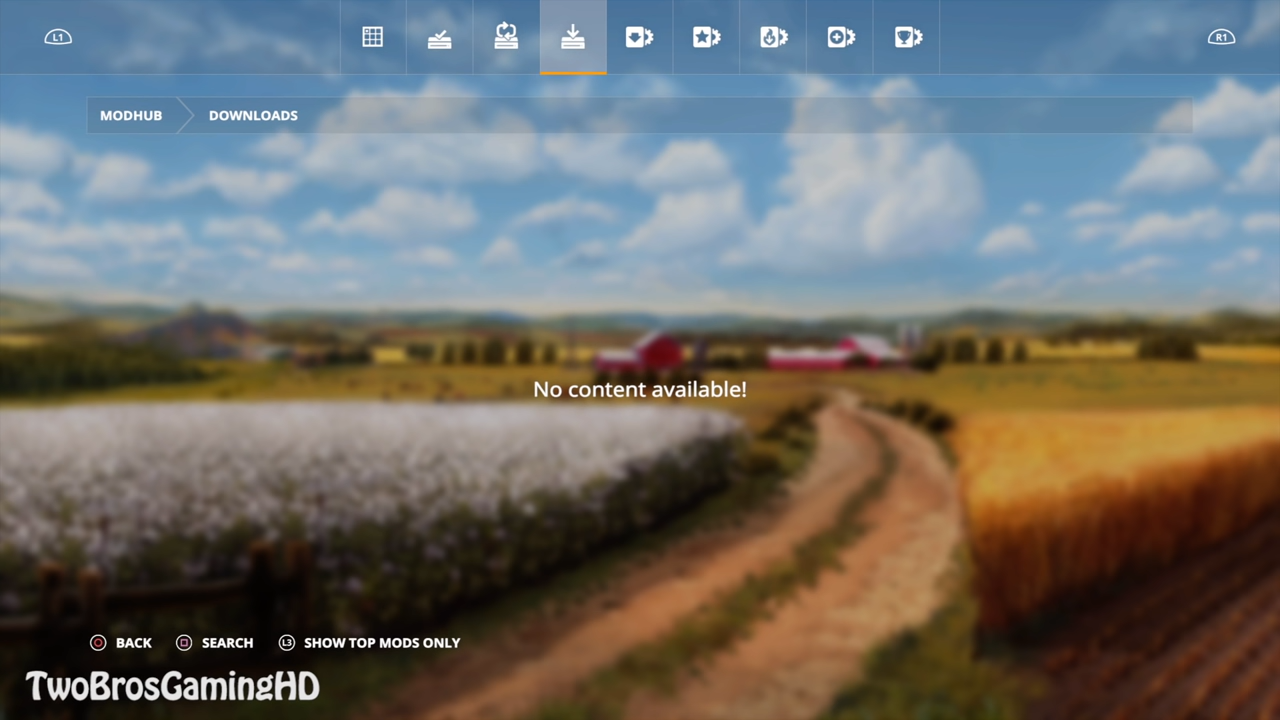 L1
R1
MODHUB DOWNLOADS
No content available!
BACK SEARCH L3 SHOW TOP MODS ONLY
TwoBrosGamingHD